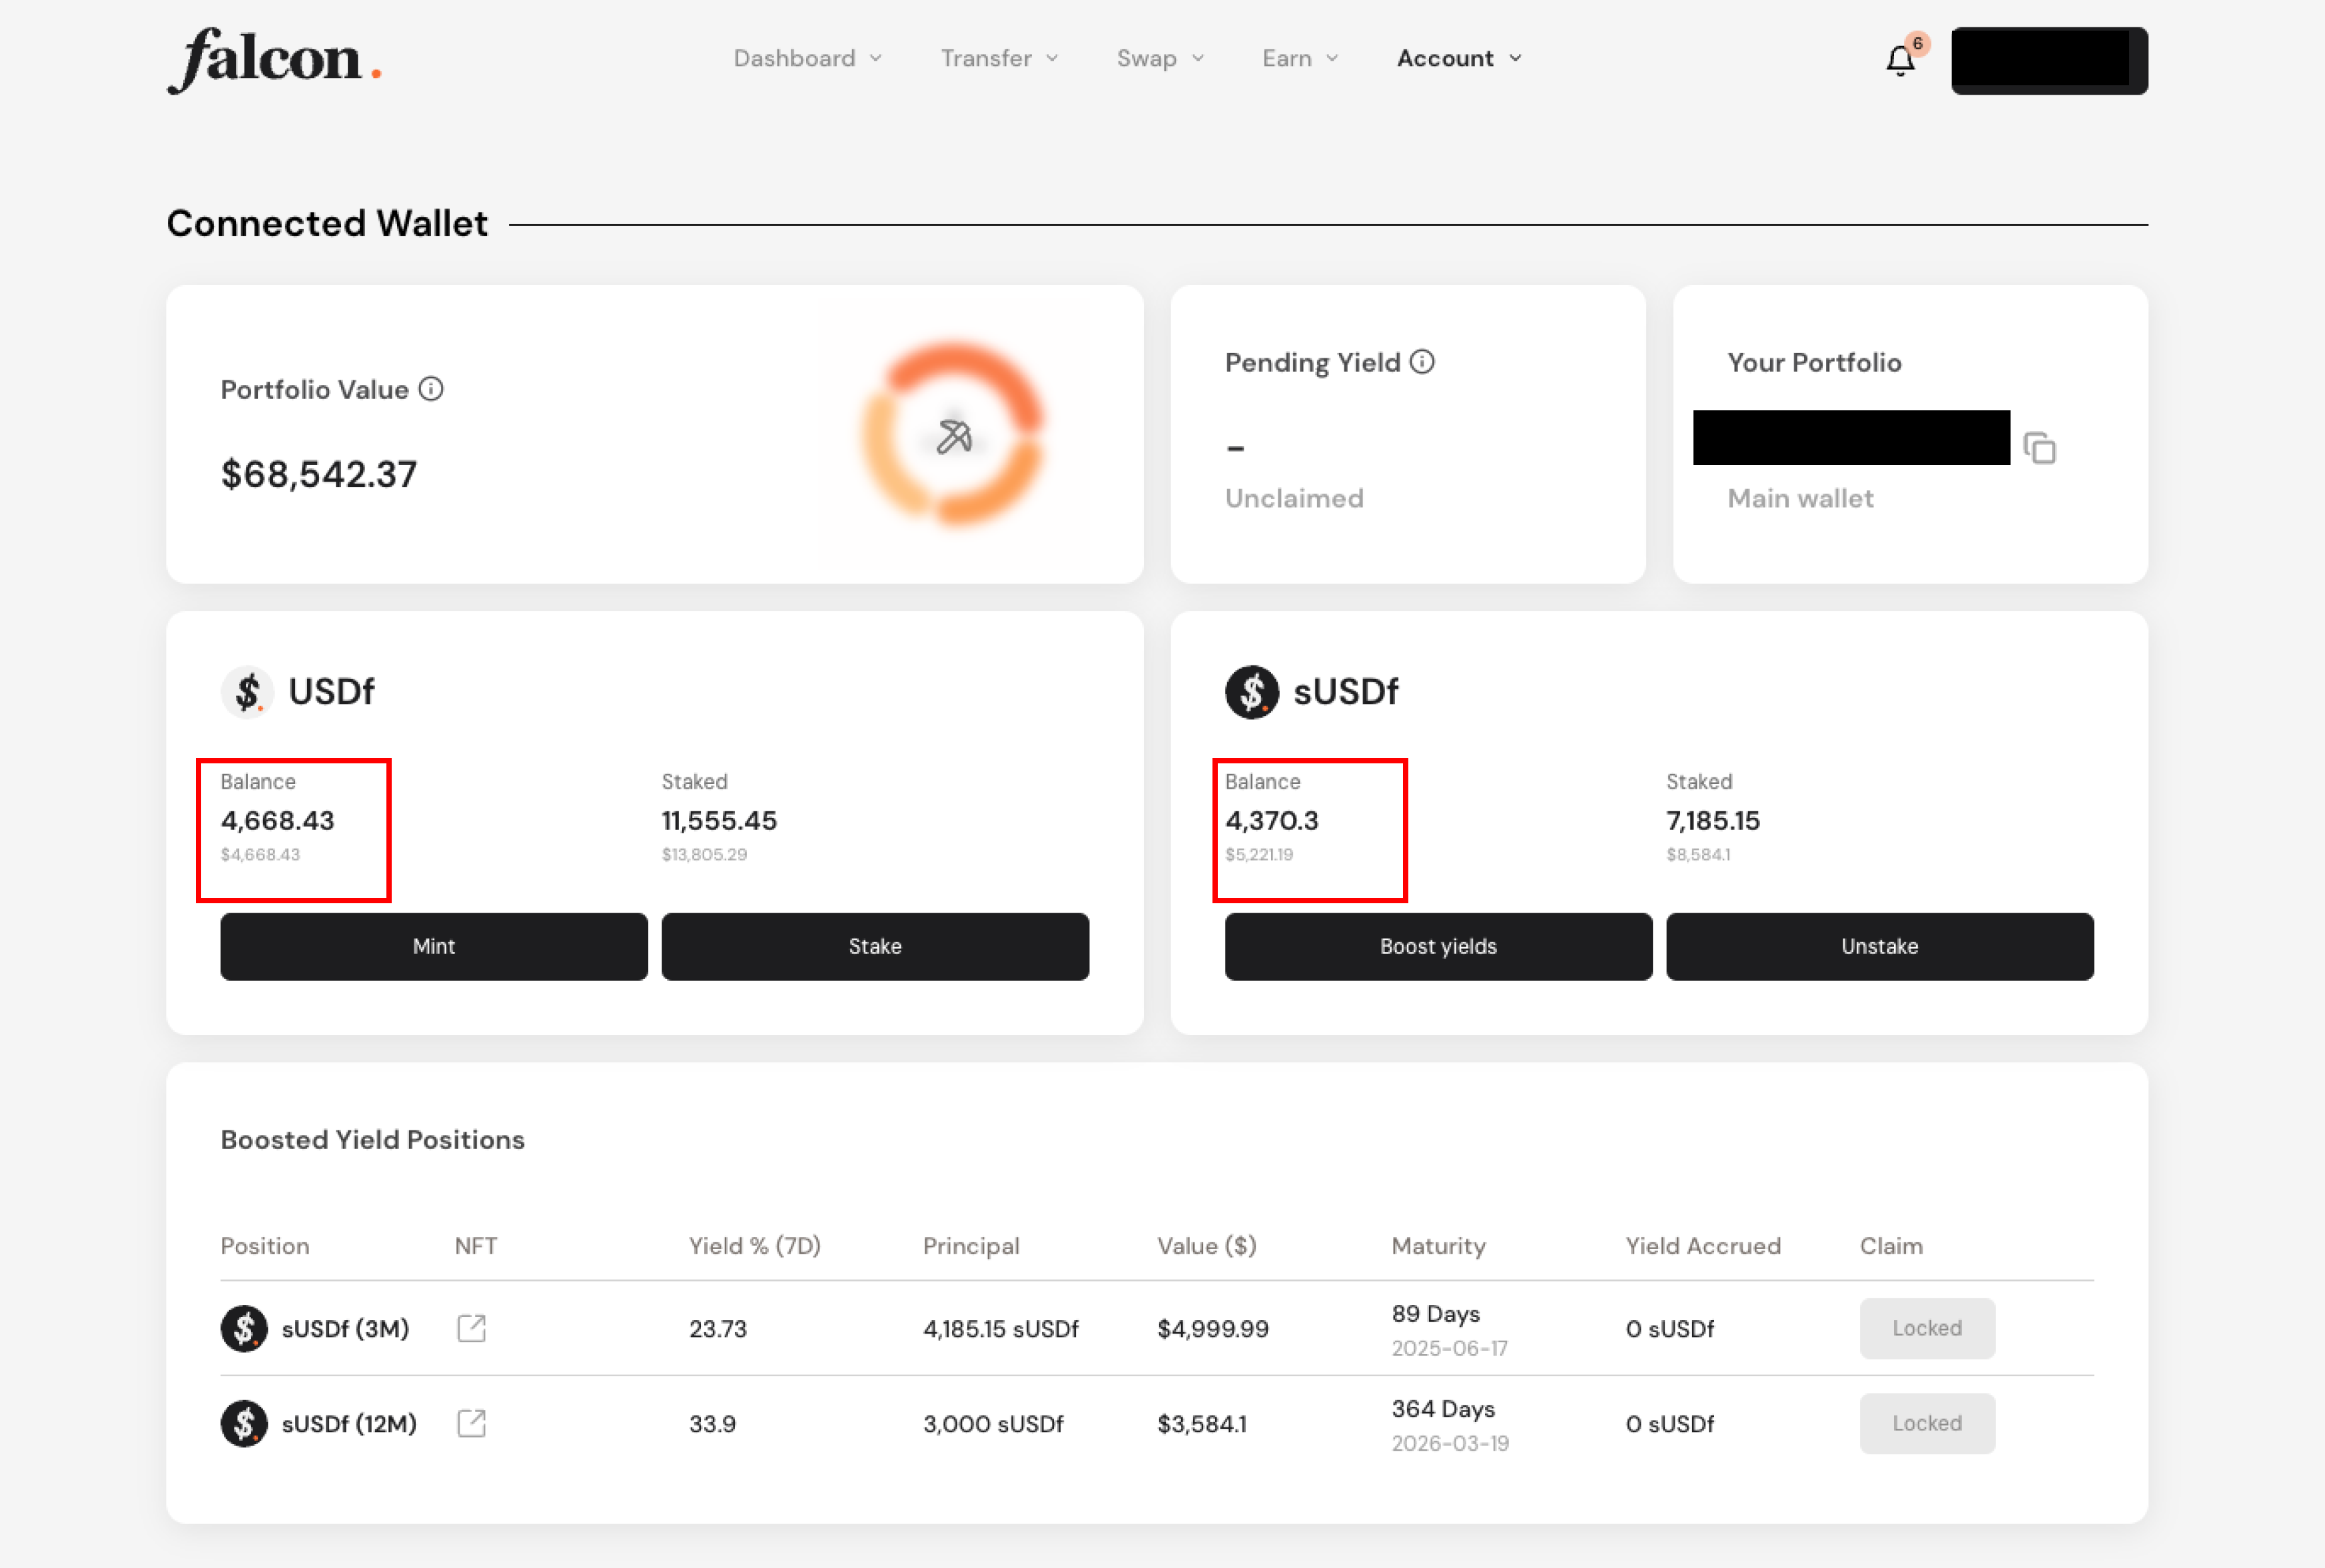 falcon.
Dashboard Transfer Swap Earn Account 6
Connected Wallet
Portfolio Value
$68,542.37
Pending Yield
-
Unclaimed
Your Portfolio
Main wallet
$ USDf
Balance
4,668.43
$4,668.43
Staked
11,555.45
$13,805.29
Mint
Stake
$ sUSDf
Balance
4,370.3
$5,221.19
Staked
7,185.15
$8,584.1
Boost yields
Unstake
Boosted Yield Positions
Position NFT Yield % (7D) Principal Value ($) Maturity Yield Accrued Claim
$ sUSDf (3M) 23.73 4,185.15 sUSDf $4,999.99 89 Days 0 sUSDf Locked
2025-06-17
$ sUSDf (12M) 33.9 3,000 sUSDf $3,584.1 364 Days 0 sUSDf Locked
2026-03-19